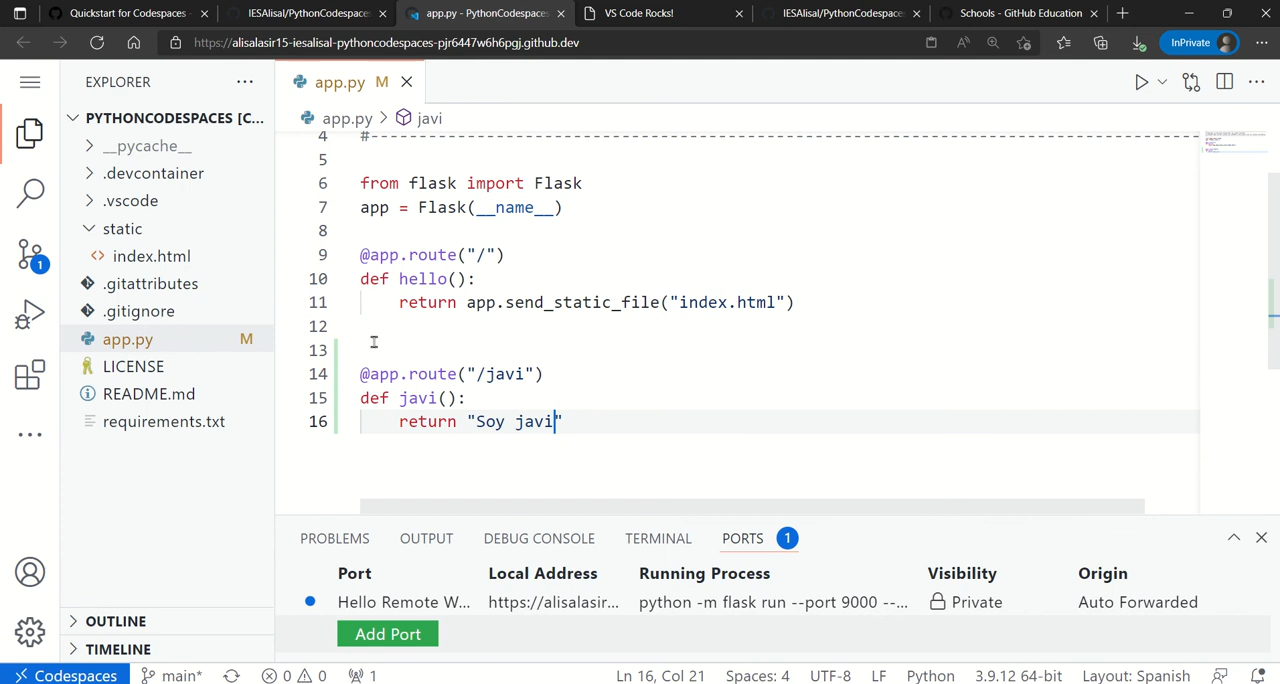 Quickstart for Codespaces
IESAlisal/PythonCodespaces
app.py - PythonCodespaces
VS Code Rocks!
IESAlisal/PythonCodespaces
Schools - GitHub Education
https://alisalasir15-iesalisal-pythoncodespaces-pjr6447w6h6pgj.github.dev
InPrivate
EXPLORER
app.py M
PYTHONCODESPACES [C...
app.py > javi
__pycache__
.devcontainer
.vscode
static
index.html
.gitattributes
.gitignore
app.py M
LICENSE
README.md
requirements.txt
1
OUTLINE
TIMELINE
4 #-----------------------------------------------------------------------------------------
5
6 from flask import Flask
7 app = Flask(__name__)
8
9 @app.route("/")
10 def hello():
11 return app.send_static_file("index.html")
12
13
14 @app.route("/javi")
15 def javi():
16 return "Soy javi"
PROBLEMS OUTPUT DEBUG CONSOLE TERMINAL PORTS 1
Port Local Address Running Process Visibility Origin
Hello Remote W... https://alisalasir... python -m flask run --port 9000 --... Private Auto Forwarded
Add Port
Codespaces main* 0 0 1 Ln 16, Col 21 Spaces: 4 UTF-8 LF Python 3.9.12 64-bit Layout: Spanish